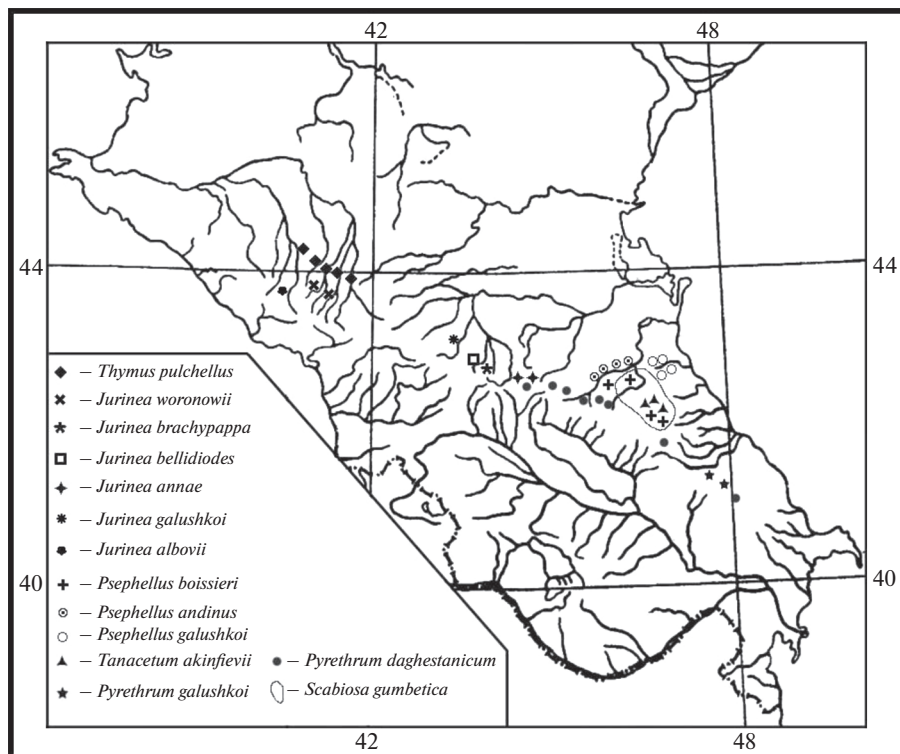 42 48
44 44
– Thymus pulchellus
– Jurinea woronowii
– Jurinea brachypappa
– Jurinea bellidiodes
– Jurinea annae
– Jurinea galushkoi
– Jurinea albovii
40 – Psephellus boissieri 40
– Psephellus andinus
– Psephellus galushkoi
– Tanacetum akinfievii – Pyrethrum daghestanicum
– Pyrethrum galushkoi – Scabiosa gumbetica
42 48